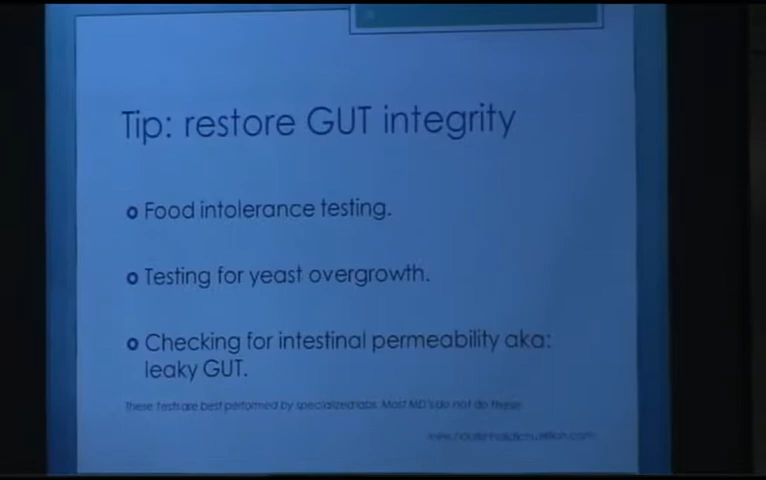 Tip: restore GUT integrity
o Food intolerance testing.
o Testing for yeast overgrowth.
o Checking for intestinal permeability aka:
leaky GUT.
These tests are best performed by specialized labs. Most MD's do not do these